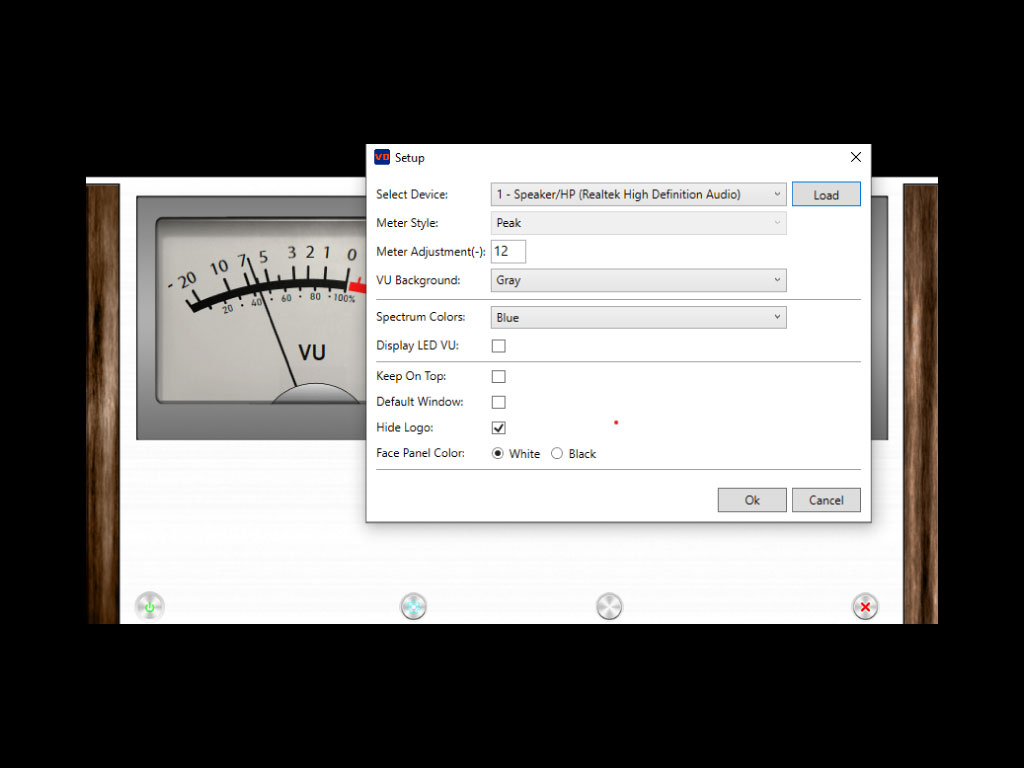 VU Setup
Select Device: 1 - Speaker/HP (Realtek High Definition Audio) Load
Meter Style: Peak
Meter Adjustment(-): 12
VU Background: Gray
Spectrum Colors: Blue
Display LED VU:
Keep On Top:
Default Window:
Hide Logo:
Face Panel Color: White Black
Ok Cancel
- 20 10 7 5 3 2 1 0
20 40 60 80 100%
VU